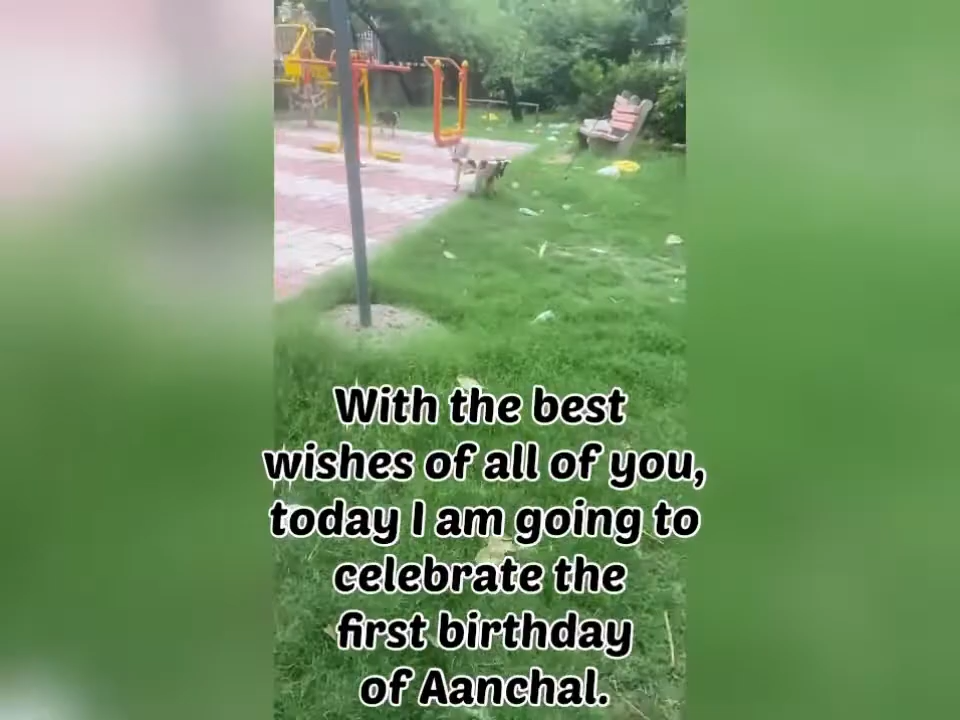 With the best
wishes of all of you,
today I am going to
celebrate the
first birthday
of Aanchal.